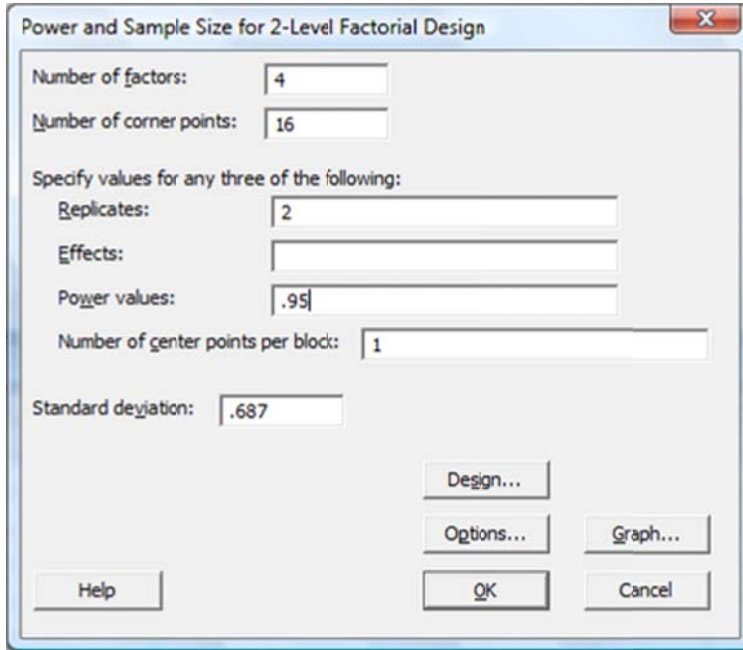 Power and Sample Size for 2-Level Factorial Design
Number of factors: 4
Number of corner points: 16
Specify values for any three of the following:
Replicates: 2
Effects:
Power values: .95
Number of center points per block: 1
Standard deviation: .687
Design...
Options... Graph...
Help OK Cancel